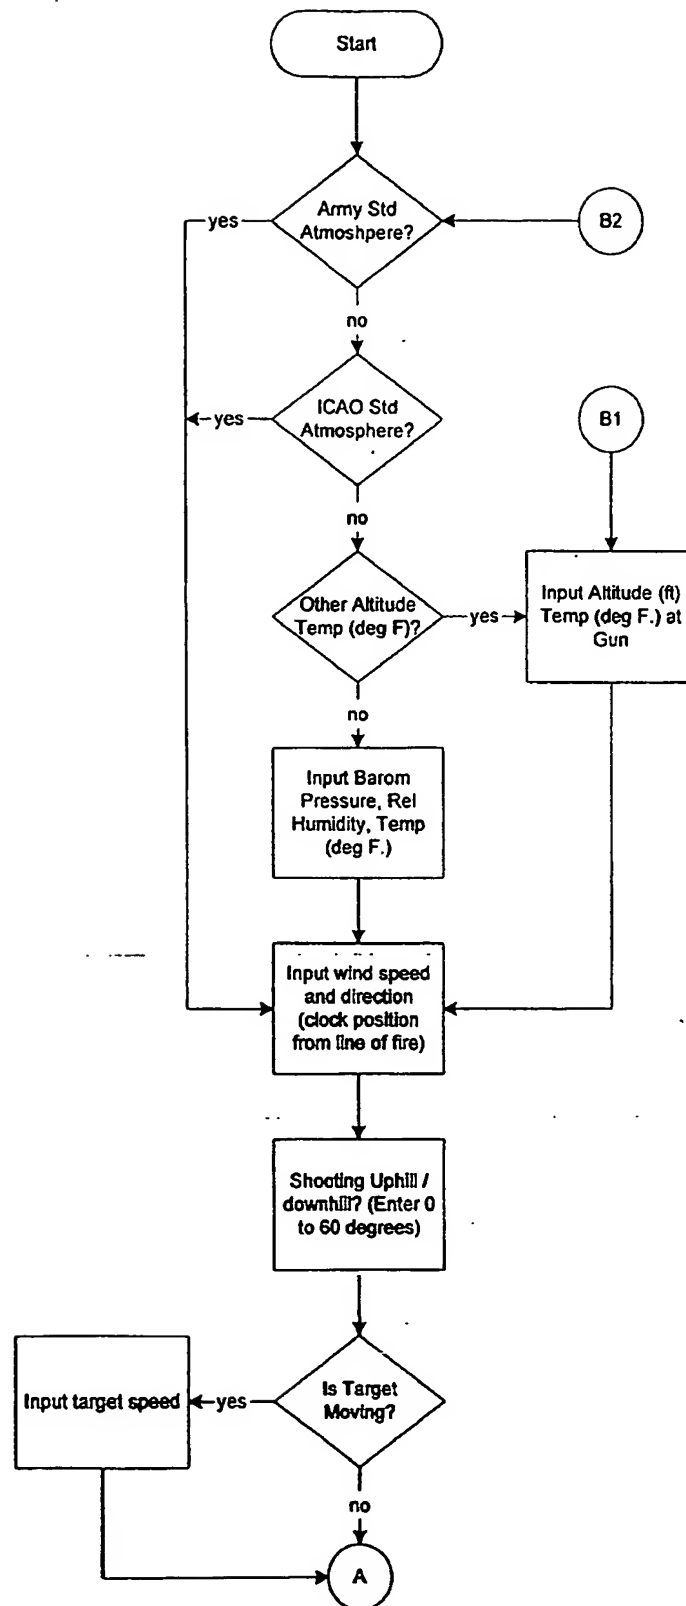 Start
Army Std
Atmoshpere?
yes
B2
no
ICAO Std
Atmosphere?
yes
B1
no
Other Altitude
Temp (deg F)?
yes
Input Altitude (ft)
Temp (deg F.) at
Gun
no
Input Barom
Pressure, Rel
Humidity, Temp
(deg F.)
Input wind speed
and direction
(clock position
from line of fire)
Shooting Uphill /
downhill? (Enter 0
to 60 degrees)
Is Target
Moving?
yes
Input target speed
no
A